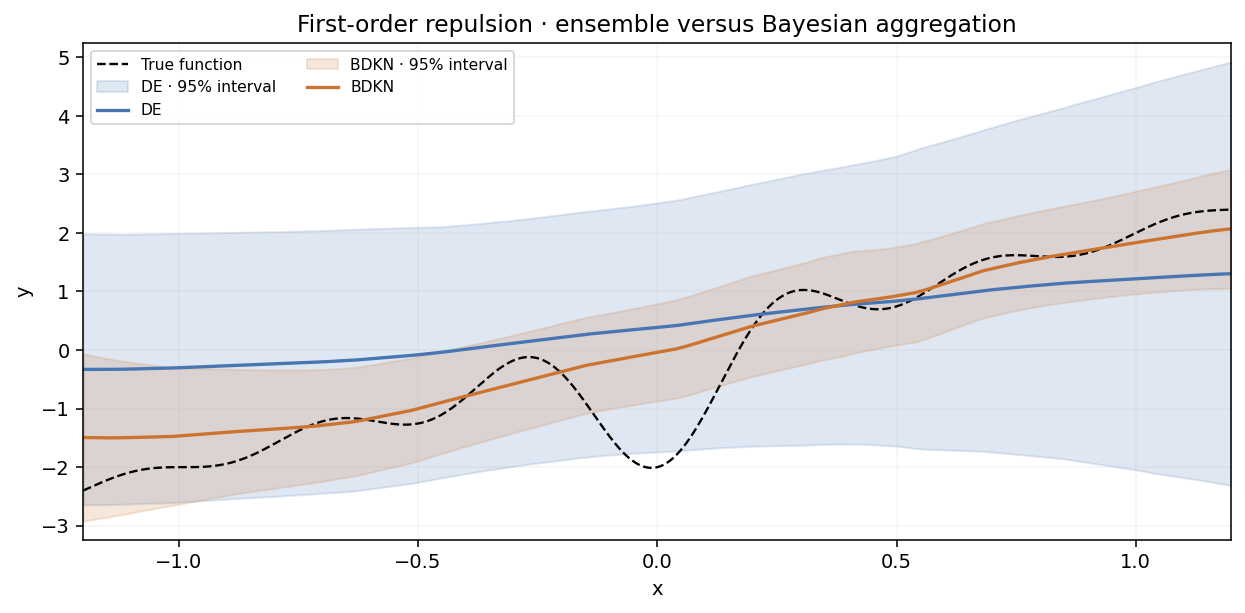 First-order repulsion · ensemble versus Bayesian aggregation
True function
DE · 95% interval
DE
BDKN · 95% interval
BDKN
y
5
4
3
2
1
0
−1
−2
−3
−1.0
−0.5
0.0
0.5
1.0
x